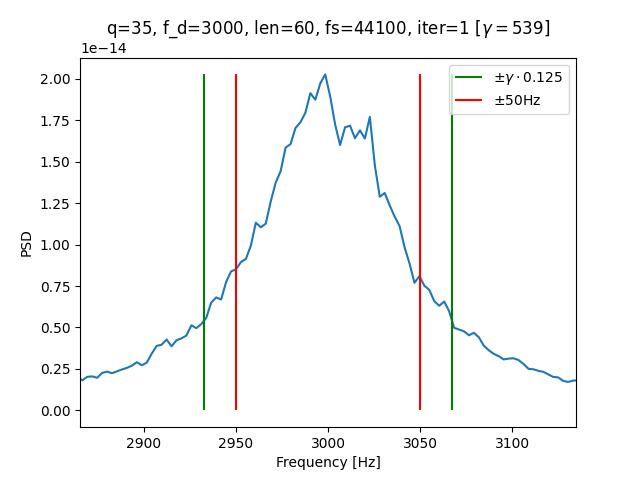 q=35, f_d=3000, len=60, fs=44100, iter=1 [γ = 539]
1e−14
2.00
1.75
1.50
1.25
1.00
0.75
0.50
0.25
0.00
PSD
±γ · 0.125
±50Hz
2900
2950
3000
3050
3100
Frequency [Hz]